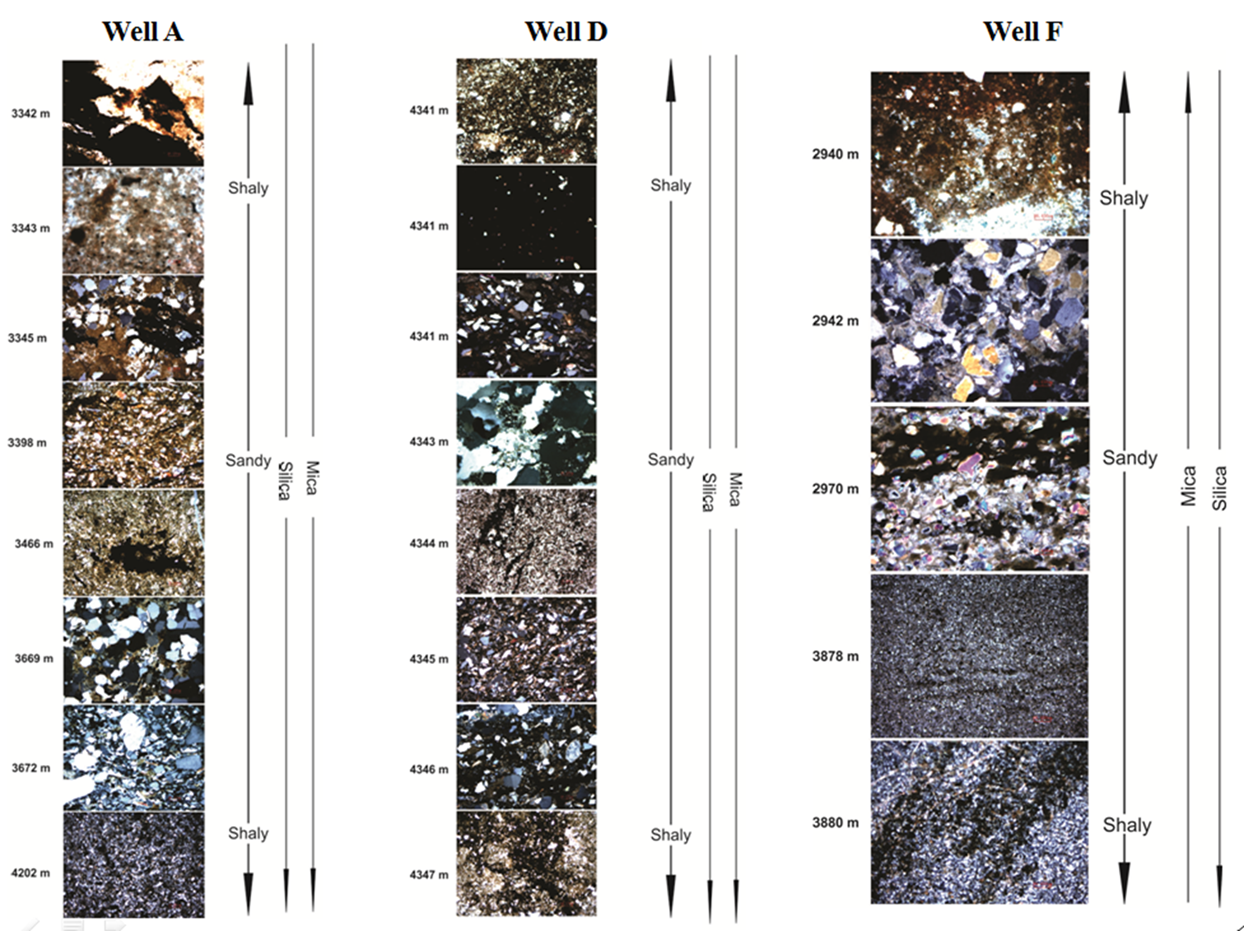 Well A
Well D
Well F
3342 m
3343 m
3345 m
3398 m
3466 m
3669 m
3672 m
4202 m
Shaly
Sandy
Shaly
Silica
Mica
4341 m
4341 m
4341 m
4343 m
4344 m
4345 m
4346 m
4347 m
Shaly
Sandy
Shaly
Silica
Mica
2940 m
2942 m
2970 m
3878 m
3880 m
Shaly
Sandy
Shaly
Mica
Silica